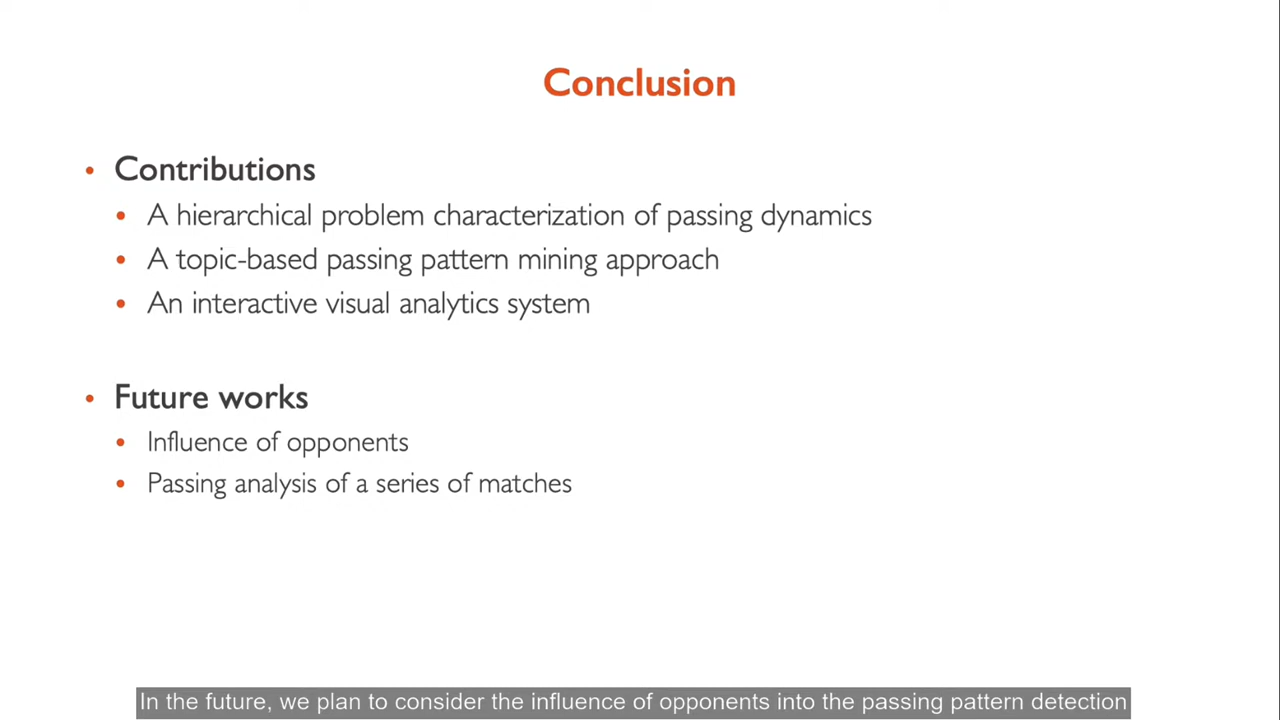 Conclusion
• Contributions
• A hierarchical problem characterization of passing dynamics
• A topic-based passing pattern mining approach
• An interactive visual analytics system
• Future works
• Influence of opponents
• Passing analysis of a series of matches
In the future, we plan to consider the influence of opponents into the passing pattern detection